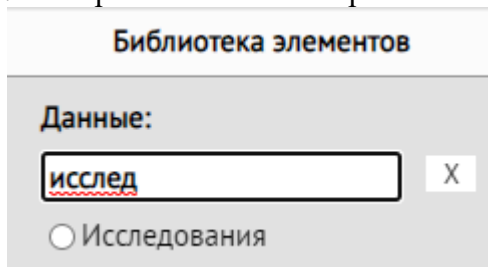 Библиотека элементов
Данные:
исслед X
Исследования